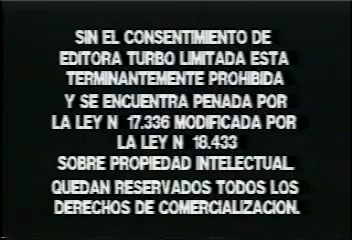 SIN EL CONSENTIMIENTO DE
EDITORA TURBO LIMITADA ESTA
TERMINANTEMENTE PROHIBIDA
Y SE ENCUENTRA PENADA POR
LA LEY N 17.336 MODIFICADA POR
LA LEY N 18.433
SOBRE PROPIEDAD INTELECTUAL.
QUEDAN RESERVADOS TODOS LOS
DERECHOS DE COMERCIALIZACION.